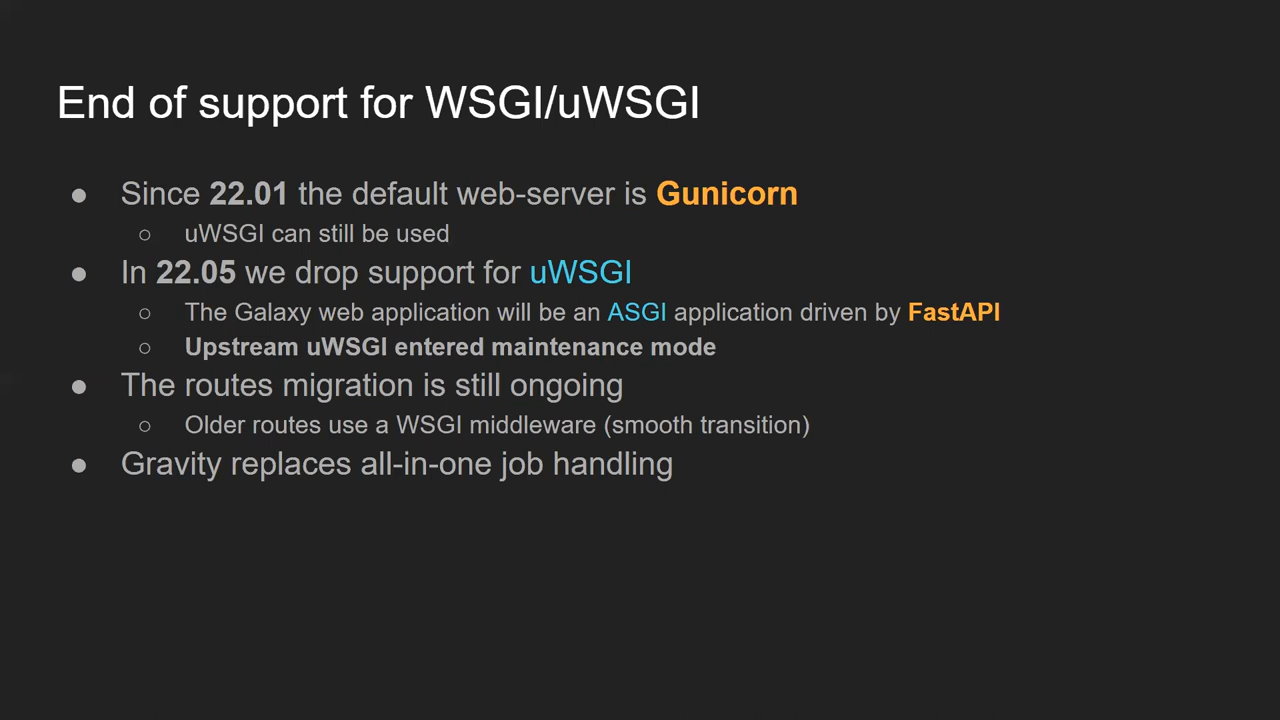 End of support for WSGI/uWSGI
● Since 22.01 the default web-server is Gunicorn
○ uWSGI can still be used
● In 22.05 we drop support for uWSGI
○ The Galaxy web application will be an ASGI application driven by FastAPI
○ Upstream uWSGI entered maintenance mode
● The routes migration is still ongoing
○ Older routes use a WSGI middleware (smooth transition)
● Gravity replaces all-in-one job handling